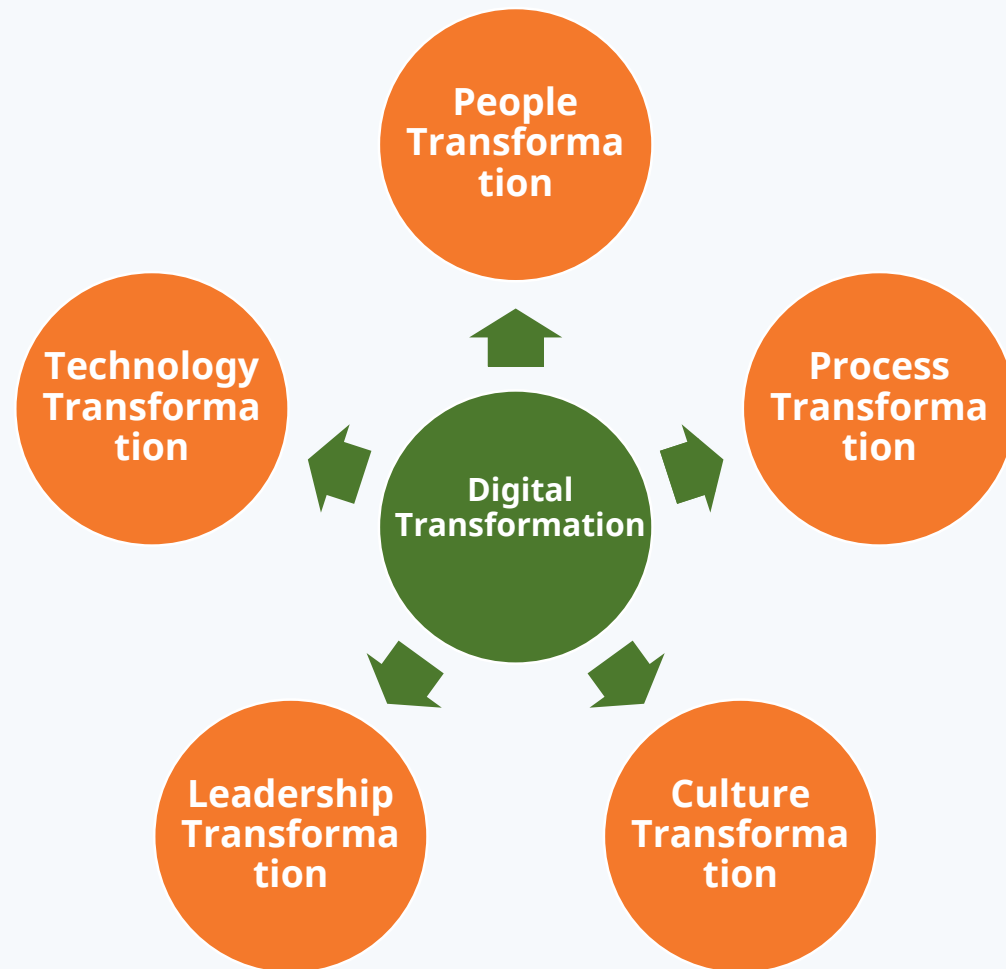 People
Transforma
tion
Technology
Transforma
tion
Process
Transforma
tion
Digital
Transformation
Leadership
Transforma
tion
Culture
Transforma
tion